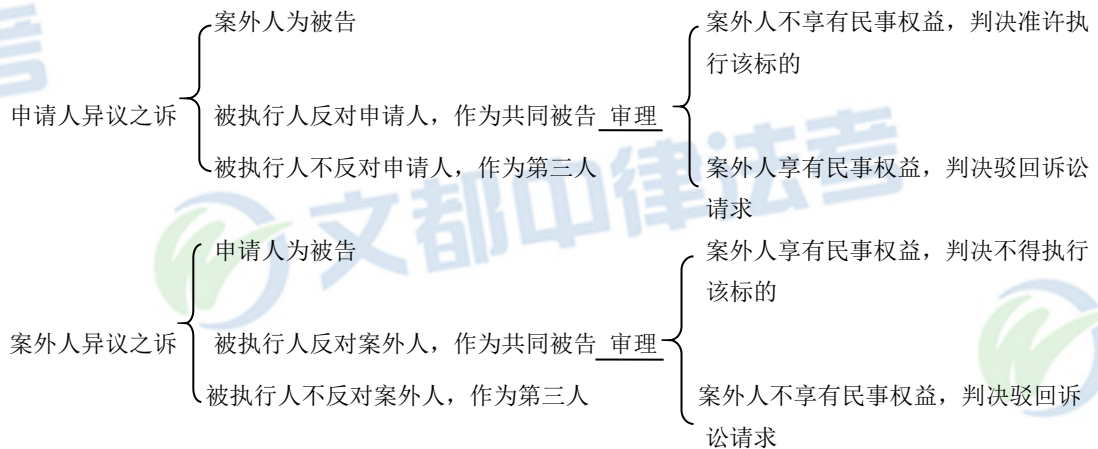 案外人为被告
申请人异议之诉
被执行人反对申请人，作为共同被告 审理
被执行人不反对申请人，作为第三人
案外人不享有民事权益，判决准许执
行该标的
案外人享有民事权益，判决驳回诉讼
请求
申请人为被告
案外人异议之诉
被执行人反对案外人，作为共同被告 审理
被执行人不反对案外人，作为第三人
案外人享有民事权益，判决不得执行
该标的
案外人不享有民事权益，判决驳回诉
讼请求
文都中律法考
考